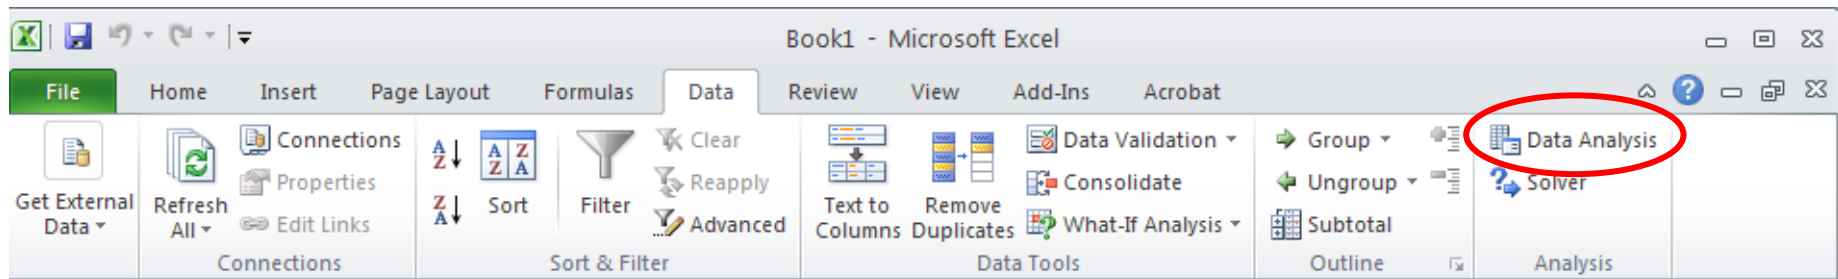 Book1 - Microsoft Excel
File Home Insert Page Layout Formulas Data Review View Add-Ins Acrobat
Get External
Data
Refresh
All
Connections
Properties
Edit Links
Connections
Sort
Filter
Clear
Reapply
Advanced
Sort & Filter
Text to
Columns
Remove
Duplicates
Data Validation
Consolidate
What-If Analysis
Data Tools
Group
Ungroup
Subtotal
Outline
Data Analysis
Solver
Analysis